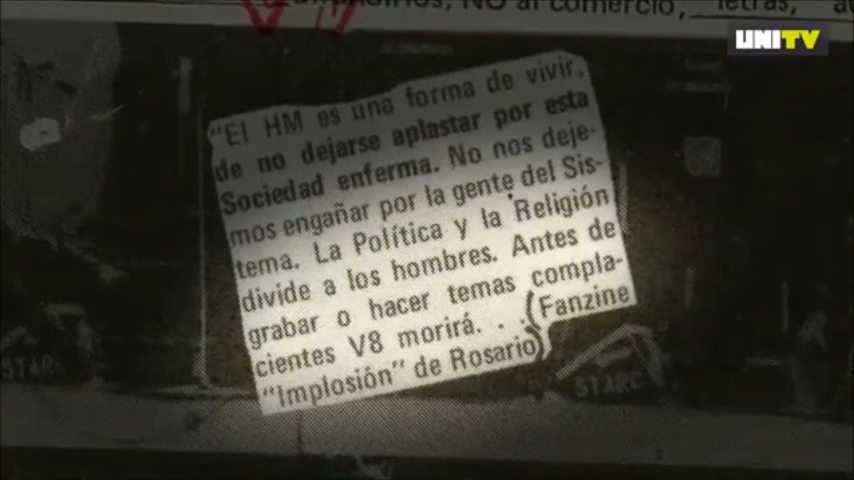 NO al comercio, letras,
UNITV
"El HM es una forma de vivir,
de no dejarse aplastar por esta
Sociedad enferma. No nos deje-
mos engañar por la gente del Sis-
tema. La Política y la Religión
divide a los hombres. Antes de
grabar o hacer temas compla-
cientes V8 morirá. . .(Fanzine
"Implosión" de Rosario)
STARC